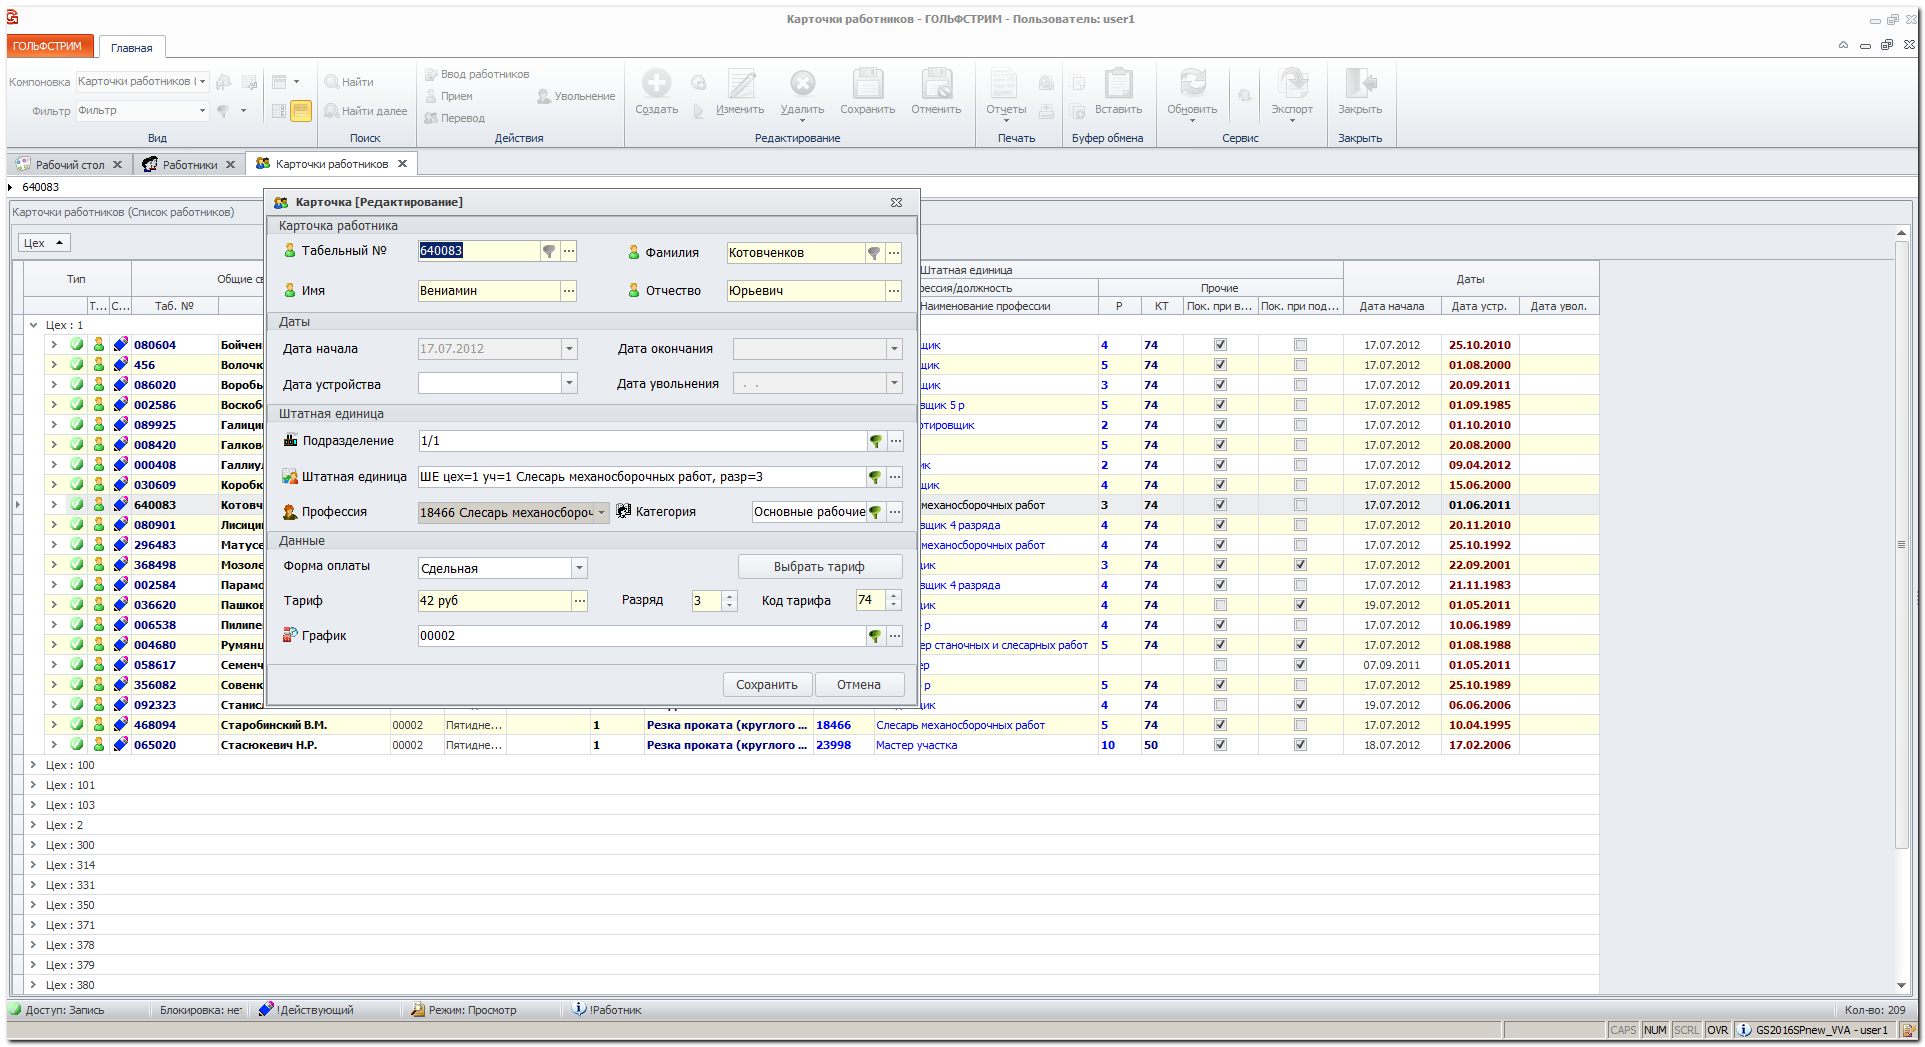 Карточки работников - ГОЛЬФСТРИМ - Пользователь: user1
ГОЛЬФСТРИМ Главная
Компоновка Карточки работников (
Фильтр Фильтр
Вид
Найти
Найти далее
Поиск
Ввод работников
Прием
Перевод
Увольнение
Действия
Создать Изменить Удалить Сохранить Отменить
Редактирование
Отчеты
Печать
Вставить
Буфер обмена
Обновить Экспорт
Сервис
Закрыть
Закрыть
Рабочий стол Работники Карточки работников
640083
Карточки работников (Список работников)
Цех
Тип Общие св Штатная единица Даты
рессия/должность Прочие
Т... С... Таб. № Наименование профессии Р КТ Пок. при в... Пок. при под... Дата начала Дата устр. Дата увол.
Карточка [Редактирование]
Карточка работника
Табельный № 640083 Фамилия Котовченков
Имя Вениамин Отчество Юрьевич
Даты
Дата начала 17.07.2012 Дата окончания
Дата устройства Дата увольнения . .
Штатная единица
Подразделение 1/1
Штатная единица ШЕ цех=1 уч=1 Слесарь механосборочных работ, разр=3
Профессия 18466 Слесарь механосбороч Категория Основные рабочие
Данные
Форма оплаты Сдельная Выбрать тариф
Тариф 42 руб Разряд 3 Код тарифа 74
График 00002
Сохранить Отмена
Цех : 1
080604 Бойчен щик 4 74 17.07.2012 25.10.2010
456 Волочк щик 5 74 17.07.2012 01.08.2000
086020 Воробь щик 3 74 17.07.2012 20.09.2011
002586 Воскоб вщик 5 р 5 74 17.07.2012 01.09.1985
089925 Галици ртировщик 2 74 17.07.2012 01.10.2010
008420 Галков 5 74 17.07.2012 20.08.2000
000408 Галлиул ик 2 74 17.07.2012 09.04.2012
030609 Коробк щик 4 74 17.07.2012 15.06.2000
640083 Котовч механосборочных работ 3 74 17.07.2012 01.06.2011
080901 Лисици вщик 4 разряда 4 74 17.07.2012 20.11.2010
296483 Матусе механосборочных работ 4 74 17.07.2012 25.10.1992
368498 Мозоле щик 3 74 17.07.2012 22.09.2001
002584 Парамо вщик 4 разряда 4 74 17.07.2012 21.11.1983
036620 Пашков щик 4 74 19.07.2012 01.05.2011
006538 Пилипе р 4 74 17.07.2012 10.06.1989
004680 Румянц ер станочных и слесарных работ 5 74 17.07.2012 01.08.1988
058617 Семенч ер 07.09.2011 01.05.2011
356082 Совенк р 5 74 17.07.2012 25.10.1989
092323 Станис щик 4 74 19.07.2012 06.06.2006
468094 Старобинский В.М. 00002 Пятидне... 1 Резка проката (круглого ... 18466 Слесарь механосборочных работ 5 74 17.07.2012 10.04.1995
065020 Стасюкевич Н.Р. 00002 Пятидне... 1 Резка проката (круглого ... 23998 Мастер участка 10 50 18.07.2012 17.02.2006
Цех : 100
Цех : 101
Цех : 103
Цех : 2
Цех : 300
Цех : 314
Цех : 331
Цех : 350
Цех : 371
Цех : 378
Цех : 379
Цех : 380
Доступ: Запись Блокировка: нет !Действующий Режим: Просмотр !Работник Кол-во: 209
CAPS NUM SCRL OVR GS2016SPnew_VVA - user1